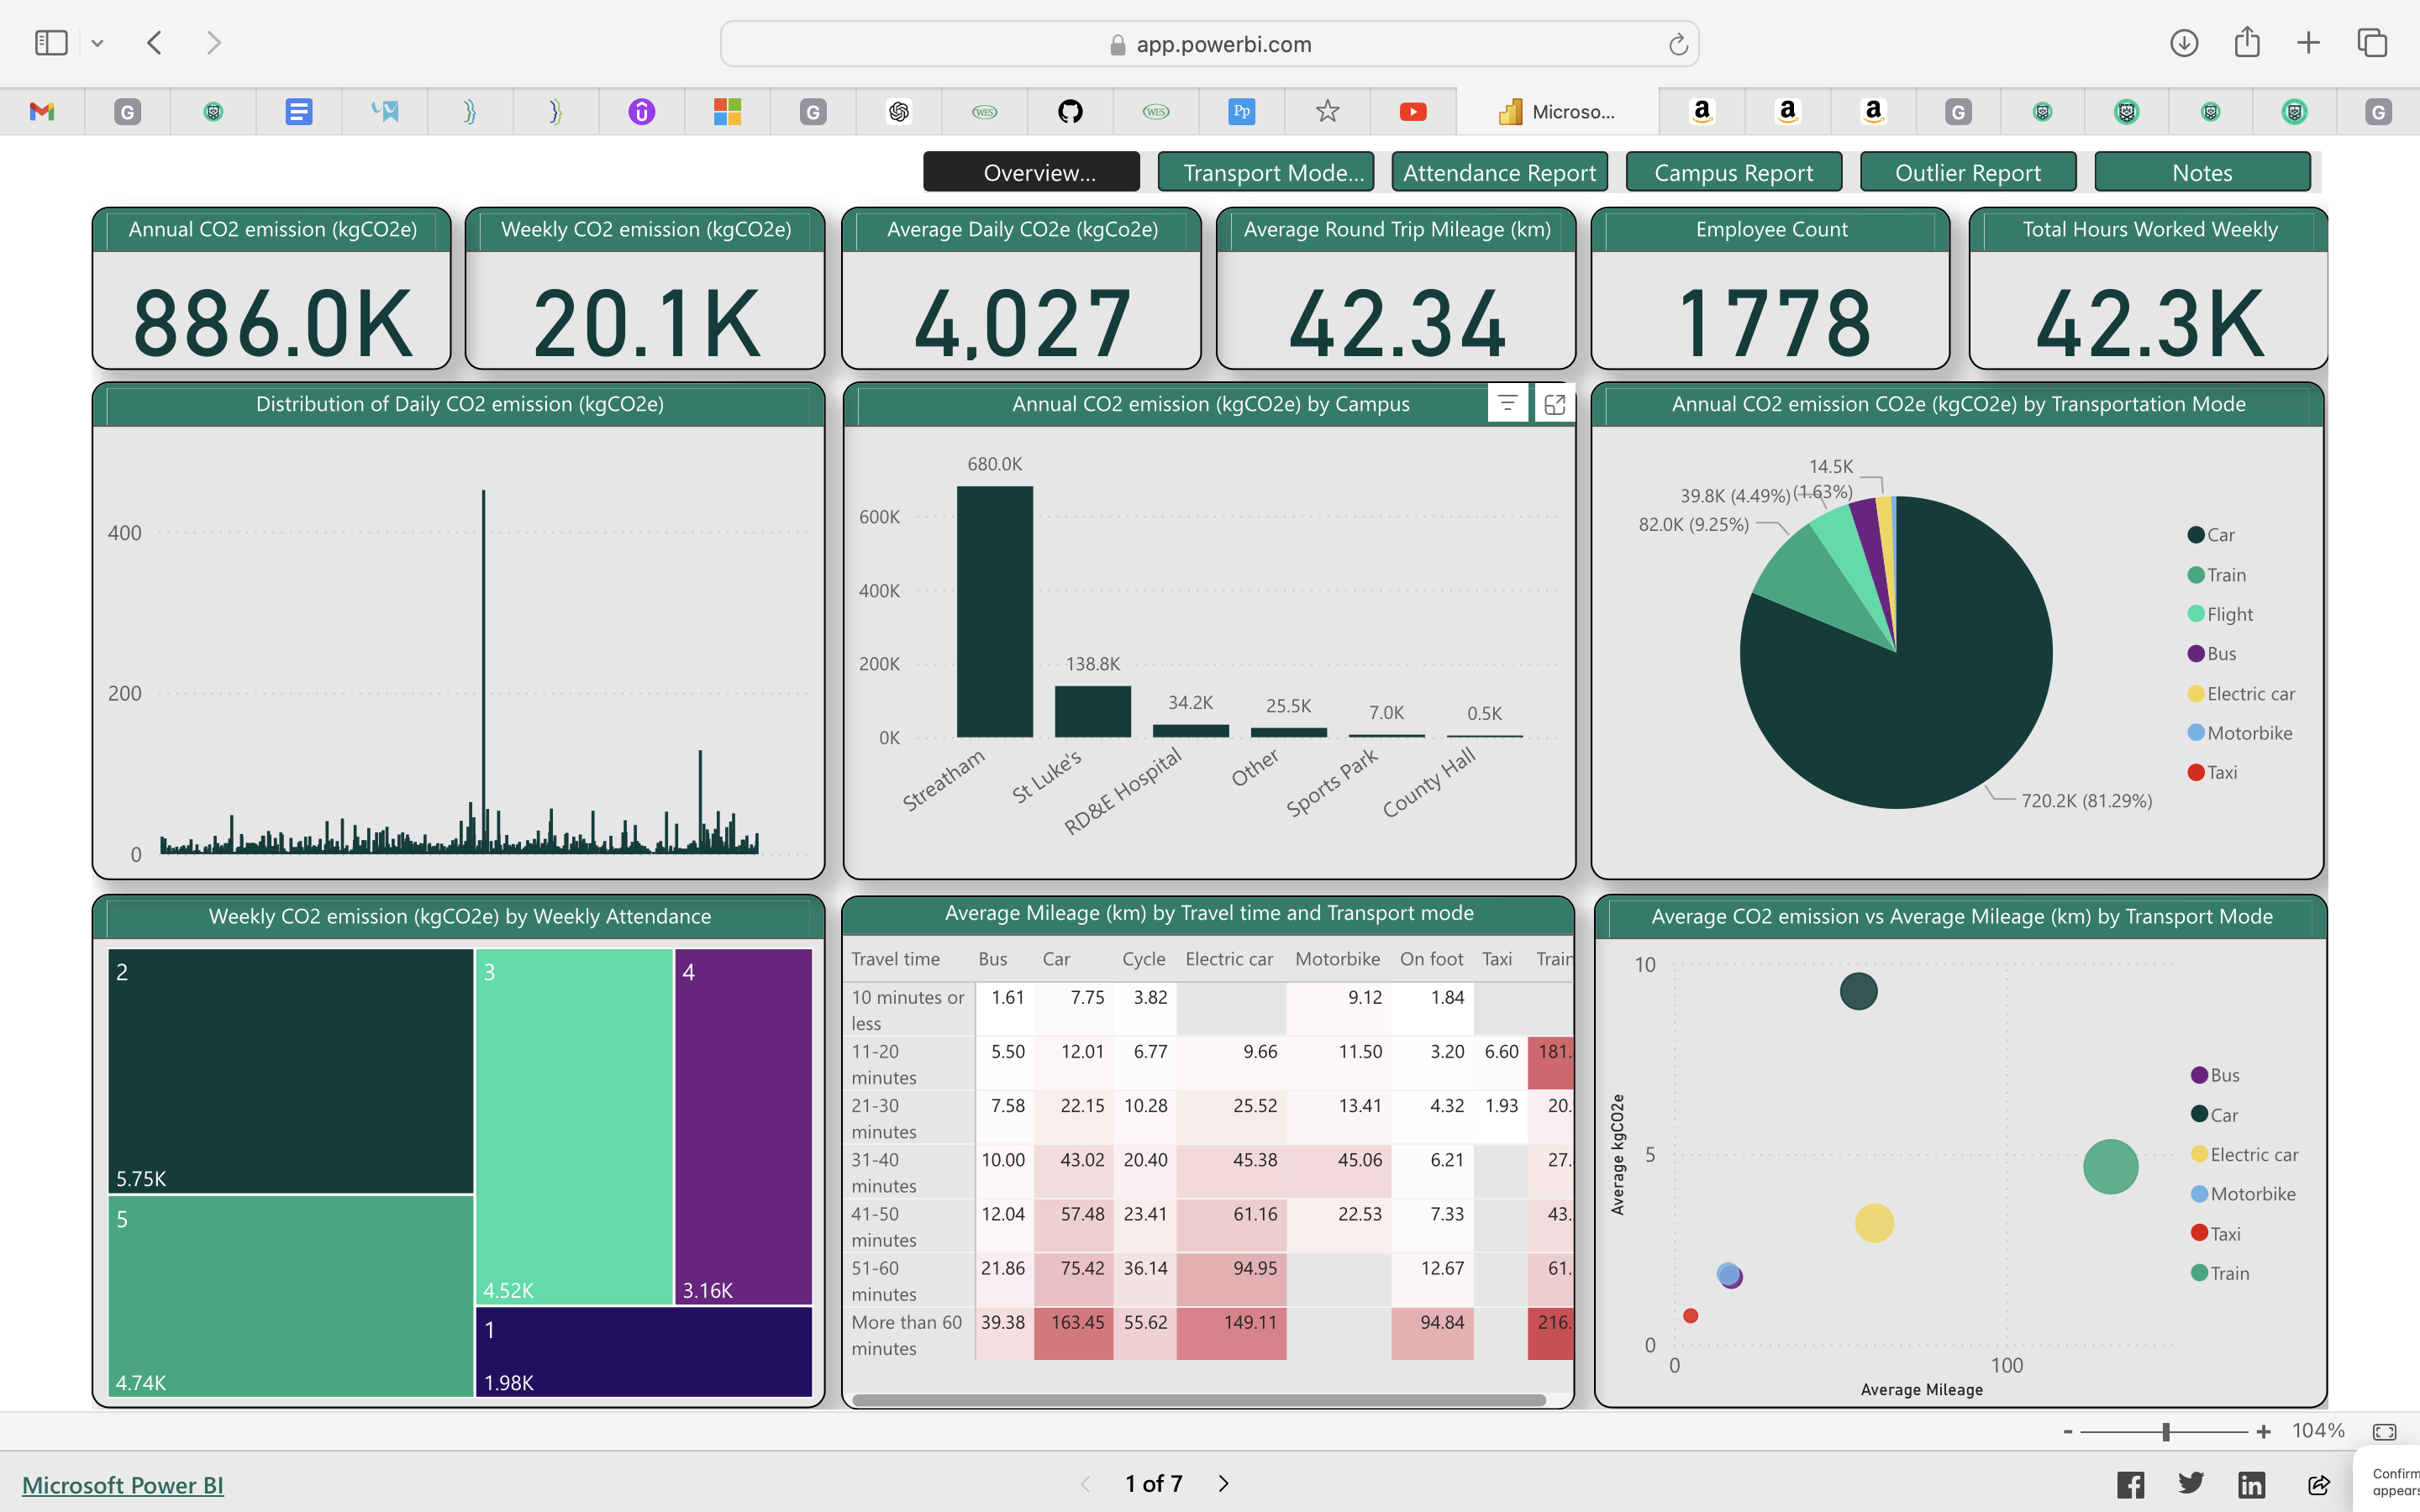 app.powerbi.com
Microso...
Overview...
Transport Mode...
Attendance Report
Campus Report
Outlier Report
Notes
Annual CO2 emission (kgCO2e)
886.0K
Weekly CO2 emission (kgCO2e)
20.1K
Average Daily CO2e (kgCo2e)
4,027
Average Round Trip Mileage (km)
42.34
Employee Count
1778
Total Hours Worked Weekly
42.3K
Distribution of Daily CO2 emission (kgCO2e)
400
200
0
Annual CO2 emission (kgCO2e) by Campus
600K
400K
200K
0K
680.0K
138.8K
34.2K
25.5K
7.0K
0.5K
Streatham
St Luke's
RD&E Hospital
Other
Sports Park
County Hall
Annual CO2 emission CO2e (kgCO2e) by Transportation Mode
14.5K
(1.63%)
39.8K (4.49%)
82.0K (9.25%)
720.2K (81.29%)
Car
Train
Flight
Bus
Electric car
Motorbike
Taxi
Weekly CO2 emission (kgCO2e) by Weekly Attendance
2
5.75K
5
4.74K
3
4.52K
4
3.16K
1
1.98K
Average Mileage (km) by Travel time and Transport mode
Travel time Bus Car Cycle Electric car Motorbike On foot Taxi Train
10 minutes or less 1.61 7.75 3.82 9.12 1.84
11-20 minutes 5.50 12.01 6.77 9.66 11.50 3.20 6.60 181.
21-30 minutes 7.58 22.15 10.28 25.52 13.41 4.32 1.93 20.
31-40 minutes 10.00 43.02 20.40 45.38 45.06 6.21 27.
41-50 minutes 12.04 57.48 23.41 61.16 22.53 7.33 43.
51-60 minutes 21.86 75.42 36.14 94.95 12.67 61.
More than 60 minutes 39.38 163.45 55.62 149.11 94.84 216.
Average CO2 emission vs Average Mileage (km) by Transport Mode
Average kgCO2e
10
5
0
0
100
Average Mileage
Bus
Car
Electric car
Motorbike
Taxi
Train
- + 104%
Microsoft Power BI
1 of 7
Confirm
appears